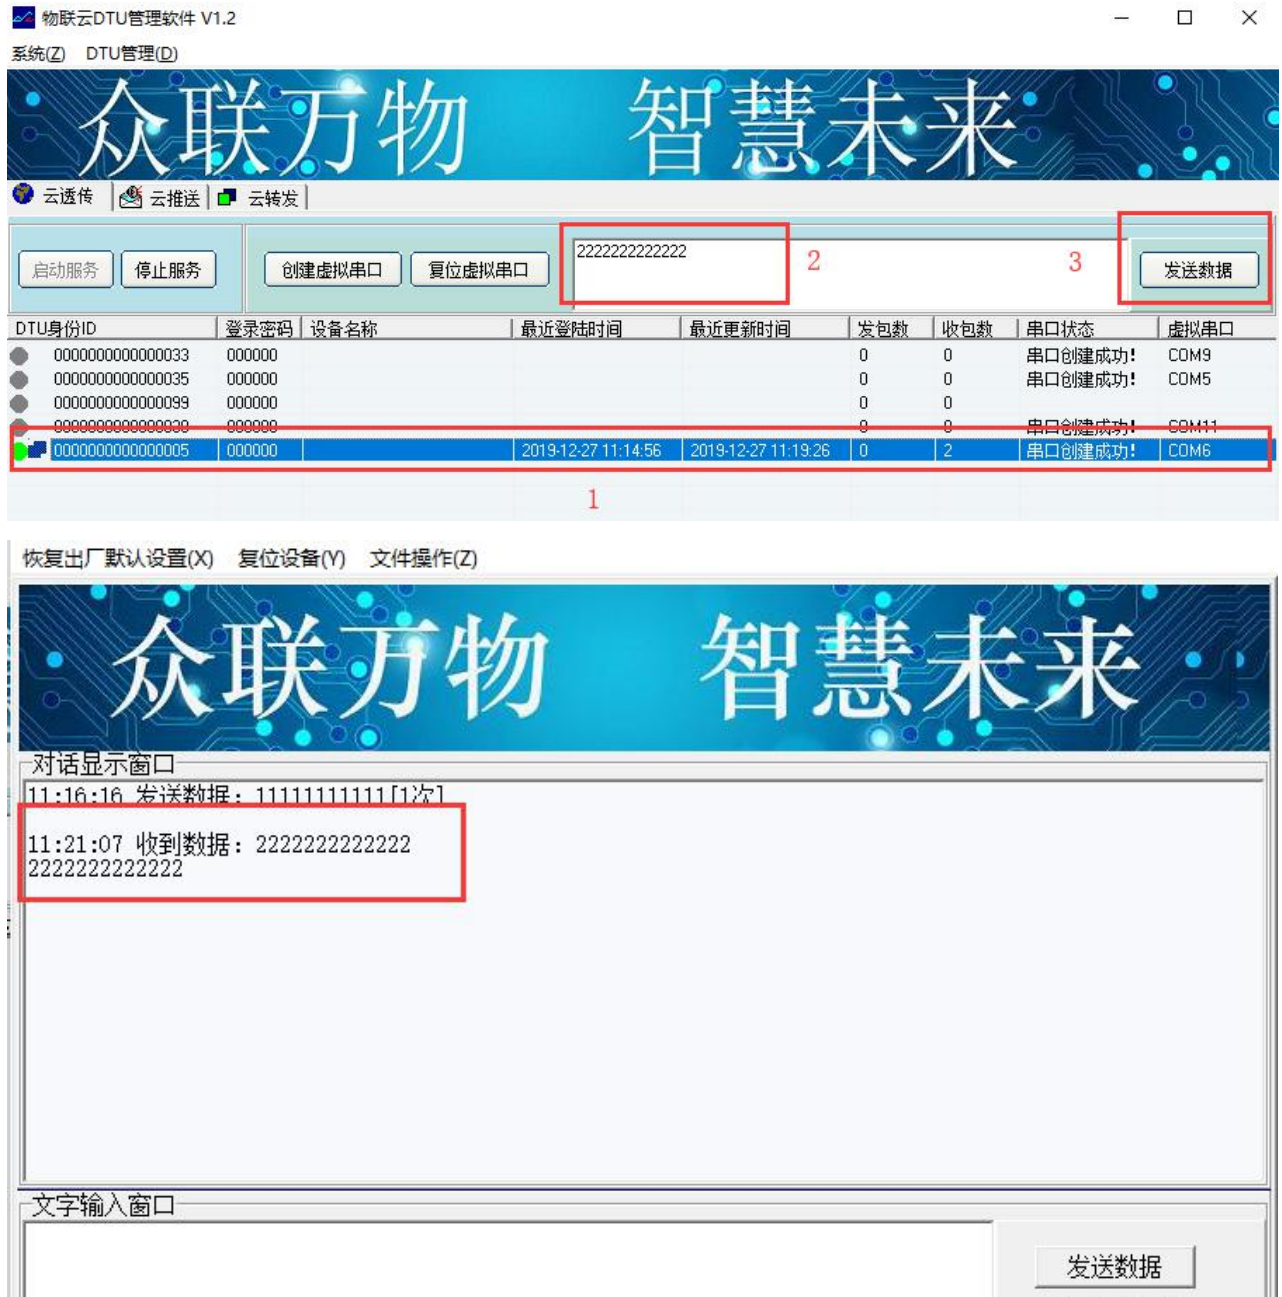 物联云DTU管理软件 V1.2
系统(Z) DTU管理(D)
众联万物 智慧未来
云透传 云推送 云转发
启动服务 停止服务 创建虚拟串口 复位虚拟串口 2222222222222 2 3 发送数据
DTU身份ID 登录密码 设备名称 最近登陆时间 最近更新时间 发包数 收包数 串口状态 虚拟串口
0000000000000033 000000 0 0 串口创建成功! COM9
0000000000000035 000000 0 0 串口创建成功! COM5
0000000000000099 000000 0 0
000000 0 0 串口创建成功! COM11
0000000000000005 000000 2019-12-27 11:14:56 2019-12-27 11:19:26 0 2 串口创建成功! COM6
1
恢复出厂默认设置(X) 复位设备(Y) 文件操作(Z)
众联万物 智慧未来
对话显示窗口
11:16:16 发送数据: 11111111111[1次]
11:21:07 收到数据: 2222222222222
2222222222222
文字输入窗口
发送数据